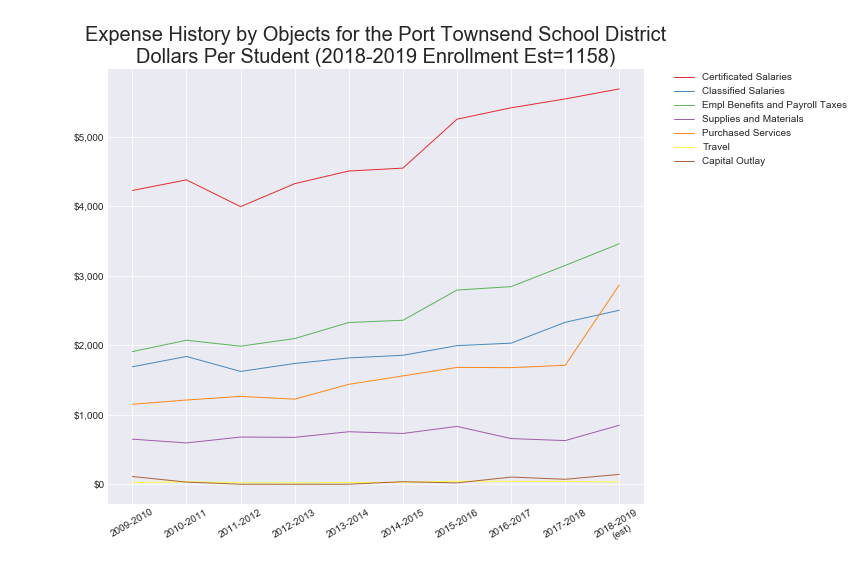 Expense History by Objects for the Port Townsend School District
Dollars Per Student (2018-2019 Enrollment Est=1158)
Certificated Salaries
Classified Salaries
Empl Benefits and Payroll Taxes
Supplies and Materials
Purchased Services
Travel
Capital Outlay
$5,000
$4,000
$3,000
$2,000
$1,000
$0
2009-2010
2010-2011
2011-2012
2012-2013
2013-2014
2014-2015
2015-2016
2016-2017
2017-2018
2018-2019
(est)